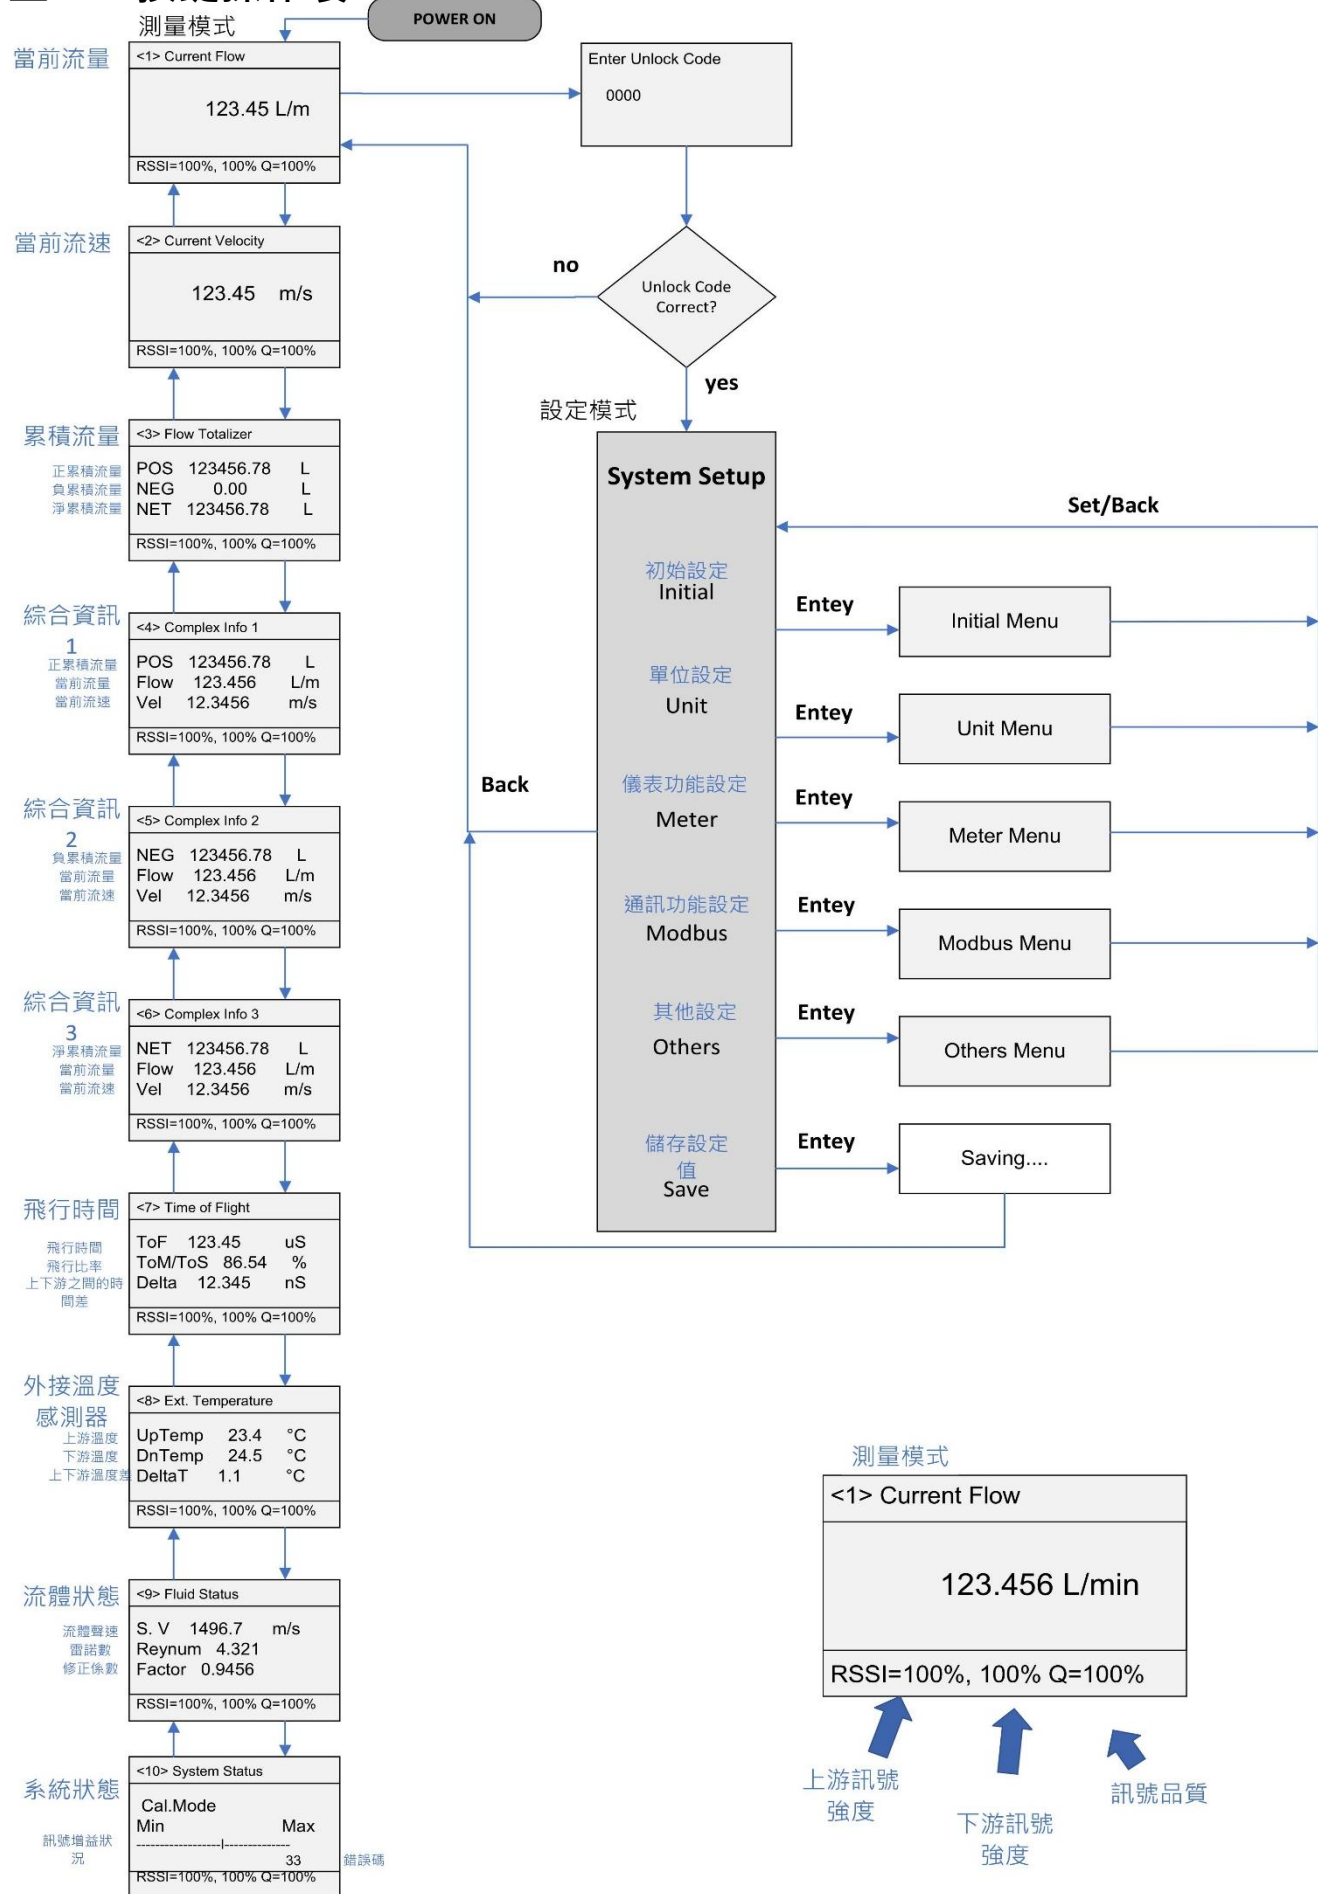 測量模式
POWER ON
當前流量
<1> Current Flow
123.45 L/m
RSSI=100%, 100% Q=100%
Enter Unlock Code
0000
當前流速
<2> Current Velocity
123.45 m/s
RSSI=100%, 100% Q=100%
no
Unlock Code
Correct?
yes
設定模式
累積流量
正累積流量
負累積流量
淨累積流量
<3> Flow Totalizer
POS 123456.78 L
NEG 0.00 L
NET 123456.78 L
RSSI=100%, 100% Q=100%
綜合資訊
1
正累積流量
當前流量
當前流速
<4> Complex Info 1
POS 123456.78 L
Flow 123.456 L/m
Vel 12.3456 m/s
RSSI=100%, 100% Q=100%
綜合資訊
2
負累積流量
當前流量
當前流速
<5> Complex Info 2
NEG 123456.78 L
Flow 123.456 L/m
Vel 12.3456 m/s
RSSI=100%, 100% Q=100%
綜合資訊
3
淨累積流量
當前流量
當前流速
<6> Complex Info 3
NET 123456.78 L
Flow 123.456 L/m
Vel 12.3456 m/s
RSSI=100%, 100% Q=100%
飛行時間
飛行時間
飛行比率
上下游之間的時
間差
<7> Time of Flight
ToF 123.45 uS
ToM/ToS 86.54 %
Delta 12.345 nS
RSSI=100%, 100% Q=100%
外接溫度
感測器
上游溫度
下游溫度
上下游溫度差
<8> Ext. Temperature
UpTemp 23.4 °C
DnTemp 24.5 °C
DeltaT 1.1 °C
RSSI=100%, 100% Q=100%
流體狀態
流體聲速
雷諾數
修正係數
<9> Fluid Status
S. V 1496.7 m/s
Reynum 4.321
Factor 0.9456
RSSI=100%, 100% Q=100%
系統狀態
訊號增益狀
況
<10> System Status
Cal.Mode
Min Max
-------------------I---------------
33
錯誤碼
RSSI=100%, 100% Q=100%
System Setup
Set/Back
初始設定
Initial
Entey
Initial Menu
單位設定
Unit
Entey
Unit Menu
Back
儀表功能設定
Meter
Entey
Meter Menu
通訊功能設定
Modbus
Entey
Modbus Menu
其他設定
Others
Entey
Others Menu
儲存設定
值
Save
Entey
Saving....
測量模式
<1> Current Flow
123.456 L/min
RSSI=100%, 100% Q=100%
上游訊號
強度
下游訊號
強度
訊號品質